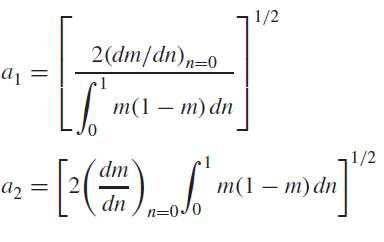 a₁ = [ 2(dm/dn)ₙ₌₀ / ∫₀¹ m(1 − m) dn ]^1/2
a₂ = [ 2 (dm/dn)ₙ₌₀ ∫₀¹ m(1 − m) dn ]^1/2